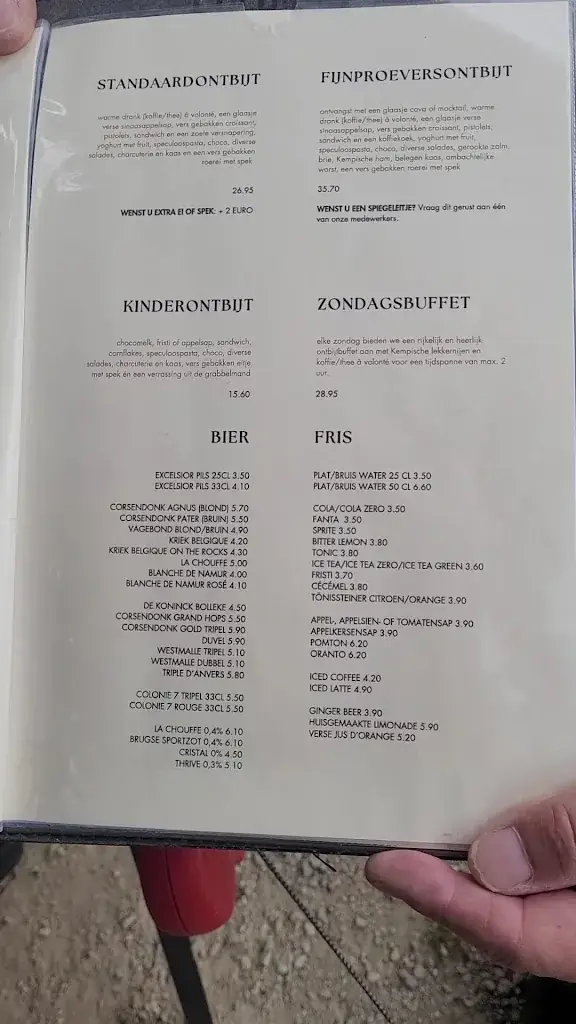 STANDAARDONTBIJT
warme drank (koffie/thee) à volonté, een glaasje
verse sinaasappelsap, vers gebakken croissant,
pistolets, sandwich en een zoete versnapering,
yoghurt met fruit, speculoospasta, choco, diverse
salades, charcuterie en kaas en een vers gebakken
roerei met spek
26.95
WENST U EXTRA EI OF SPEK: + 2 EURO
FIJNPROEVERSONTBIJT
ontvangst met een glaasje cava of mocktail, warme
drank (koffie/thee) à volonté, een glaasje verse
sinaasappelsap, vers gebakken croissant, pistolets,
sandwich en een koffiekoek, yoghurt met fruit,
speculoospasta, choco, diverse salades, gerookte zalm,
brie, Kempische ham, belegen kaas, ambachtelijke
worst, een vers gebakken roerei met spek
35.70
WENST U EEN SPIEGELEITJE? Vraag dit gerust aan één
van onze medewerkers.
KINDERONTBIJT
chocomelk, fristi of appelsap, sandwich,
cornflakes, speculoospasta, choco, diverse
salades, charcuterie en kaas, vers gebakken eitje
met spek én een verrassing uit de grabbelmand
15.60
ZONDAGSBUFFET
elke zondag bieden we een rijkelijk en heerlijk
ontbijtbuffet aan met Kempische lekkernijen en
koffie/thee à volonté voor een tijdspanne van max. 2
uur.
28.95
BIER
EXCELSIOR PILS 25CL 3.50
EXCELSIOR PILS 33CL 4.10
CORSENDONK AGNUS (BLOND) 5.70
CORSENDONK PATER (BRUIN) 5.50
VAGEBOND BLOND/BRUIN 4.90
KRIEK BELGIQUE 4.20
KRIEK BELGIQUE ON THE ROCKS 4.30
LA CHOUFFE 5.00
BLANCHE DE NAMUR 4.00
BLANCHE DE NAMUR ROSÉ 4.10
DE KONINCK BOLLEKE 4.50
CORSENDONK GRAND HOPS 5.50
CORSENDONK GOLD TRIPEL 5.90
DUVEL 5.90
WESTMALLE TRIPEL 5.10
WESTMALLE DUBBEL 5.10
TRIPLE D'ANVERS 5.80
COLONIE 7 TRIPEL 33CL 5.50
COLONIE 7 ROUGE 33CL 5.50
LA CHOUFFE 0,4% 6.10
BRUGSE SPORTZOT 0,4% 6.10
CRISTAL 0% 4.50
THRIVE 0,3% 5.10
FRIS
PLAT/BRUIS WATER 25 CL 3.50
PLAT/BRUIS WATER 50 CL 6.60
COLA/COLA ZERO 3.50
FANTA 3.50
SPRITE 3.50
BITTER LEMON 3.80
TONIC 3.80
ICE TEA/ICE TEA ZERO/ICE TEA GREEN 3.60
FRISTI 3.70
CÉCÉMEL 3.80
TÖNISSTEINER CITROEN/ORANGE 3.90
APPEL-, APPELSIEN- OF TOMATENSAP 3.90
APPELKERSENSAP 3.90
POMTON 6.20
ORANTO 6.20
ICED COFFEE 4.20
ICED LATTE 4.90
GINGER BEER 3.90
HUISGEMAAKTE LIMONADE 5.90
VERSE JUS D'ORANGE 5.20